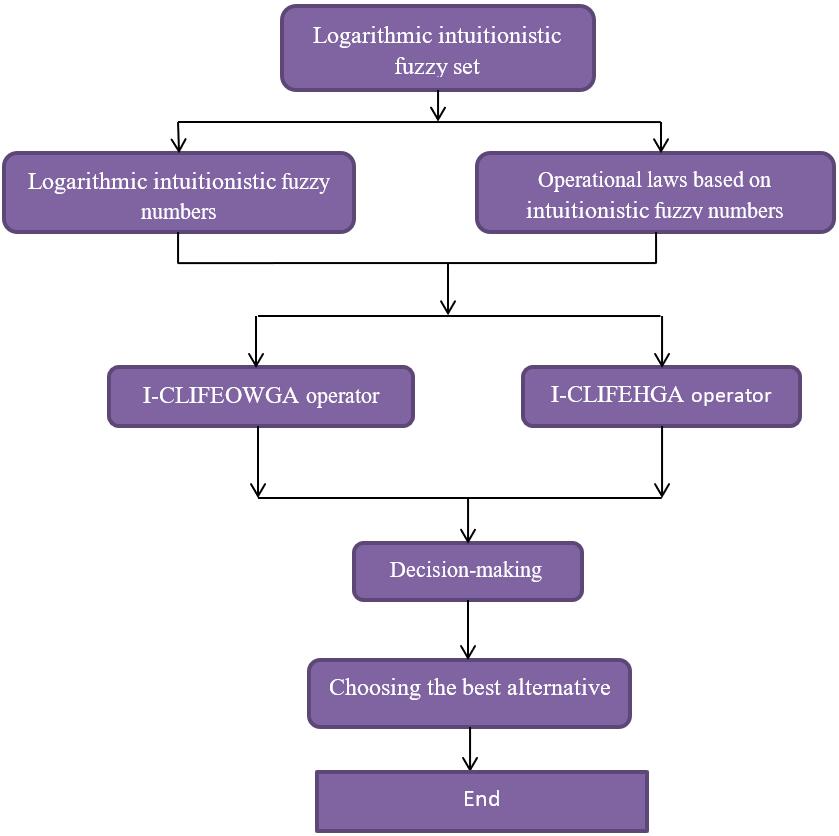 Logarithmic intuitionistic
fuzzy set
Logarithmic intuitionistic fuzzy
numbers
Operational laws based on
intuitionistic fuzzy numbers
I-CLIFEOWGA operator
I-CLIFEHGA operator
Decision-making
Choosing the best alternative
End